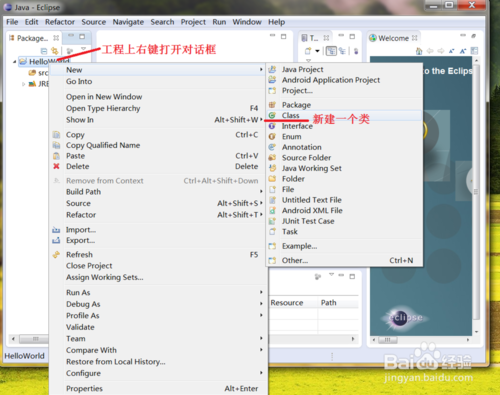 Java - Eclipse
File Edit Refactor Source Navigate Search Project Run Window Help
Package...
T...
Welcome
工程上右键打开对话框
HelloWorld
src
JRE
to the Eclips
New
Go Into
Open in New Window
Open Type Hierarchy F4
Show In Alt+Shift+W
Copy Ctrl+C
Copy Qualified Name
Paste Ctrl+V
Delete Delete
Remove from Context Ctrl+Alt+Shift+Down
Build Path
Source Alt+Shift+S
Refactor Alt+Shift+T
Import...
Export...
Refresh F5
Close Project
Assign Working Sets...
Run As
Debug As
Profile As
Validate
Team
Compare With
Restore from Local History...
Configure
Properties Alt+Enter
Java Project
Android Application Project
Project...
Package
Class
新建一个类
Interface
Enum
Annotation
Source Folder
Java Working Set
Folder
File
Untitled Text File
Android XML File
JUnit Test Case
Task
Example...
Other... Ctrl+N
Resource Path
eclipse
HelloWorld
Baidu 经验
jingyan.baidu.com